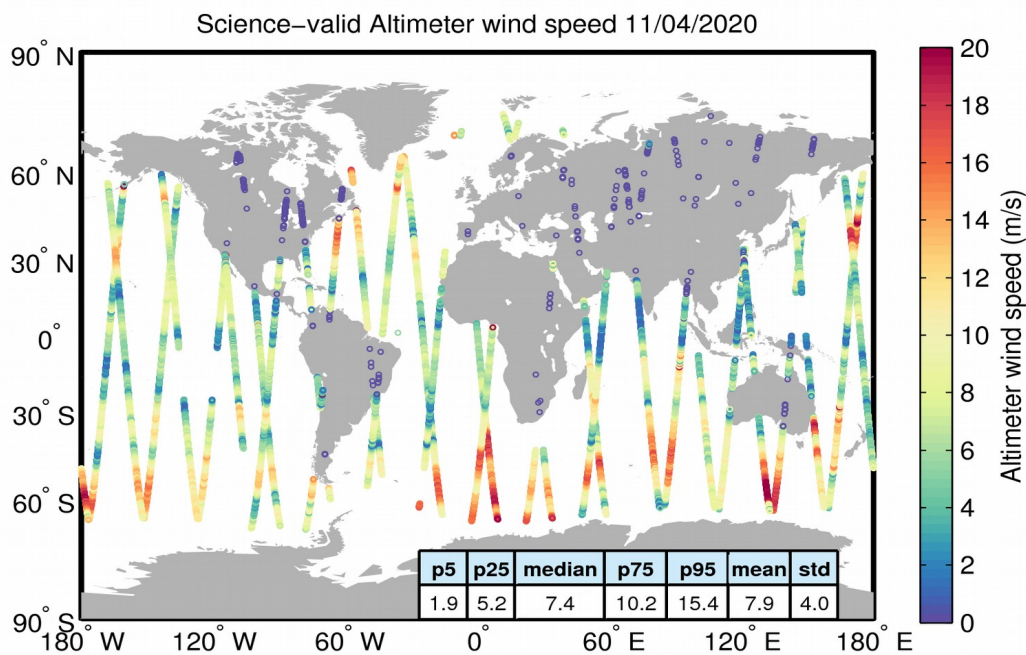 Science−valid Altimeter wind speed 11/04/2020
90° N
60° N
30° N
0°
30° S
60° S
90° S
180° W
120° W
60° W
0°
60° E
120° E
180° E
p5 p25 median p75 p95 mean std
1.9 5.2 7.4 10.2 15.4 7.9 4.0
20
18
16
14
12
10
8
6
4
2
0
Altimeter wind speed (m/s)